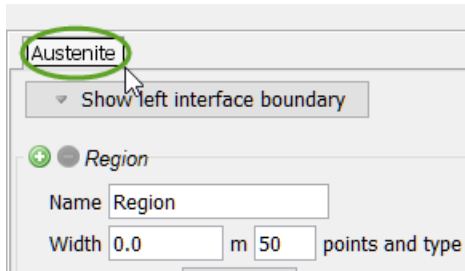 Austenite
Show left interface boundary
Region
Name Region
Width 0.0 m 50 points and type